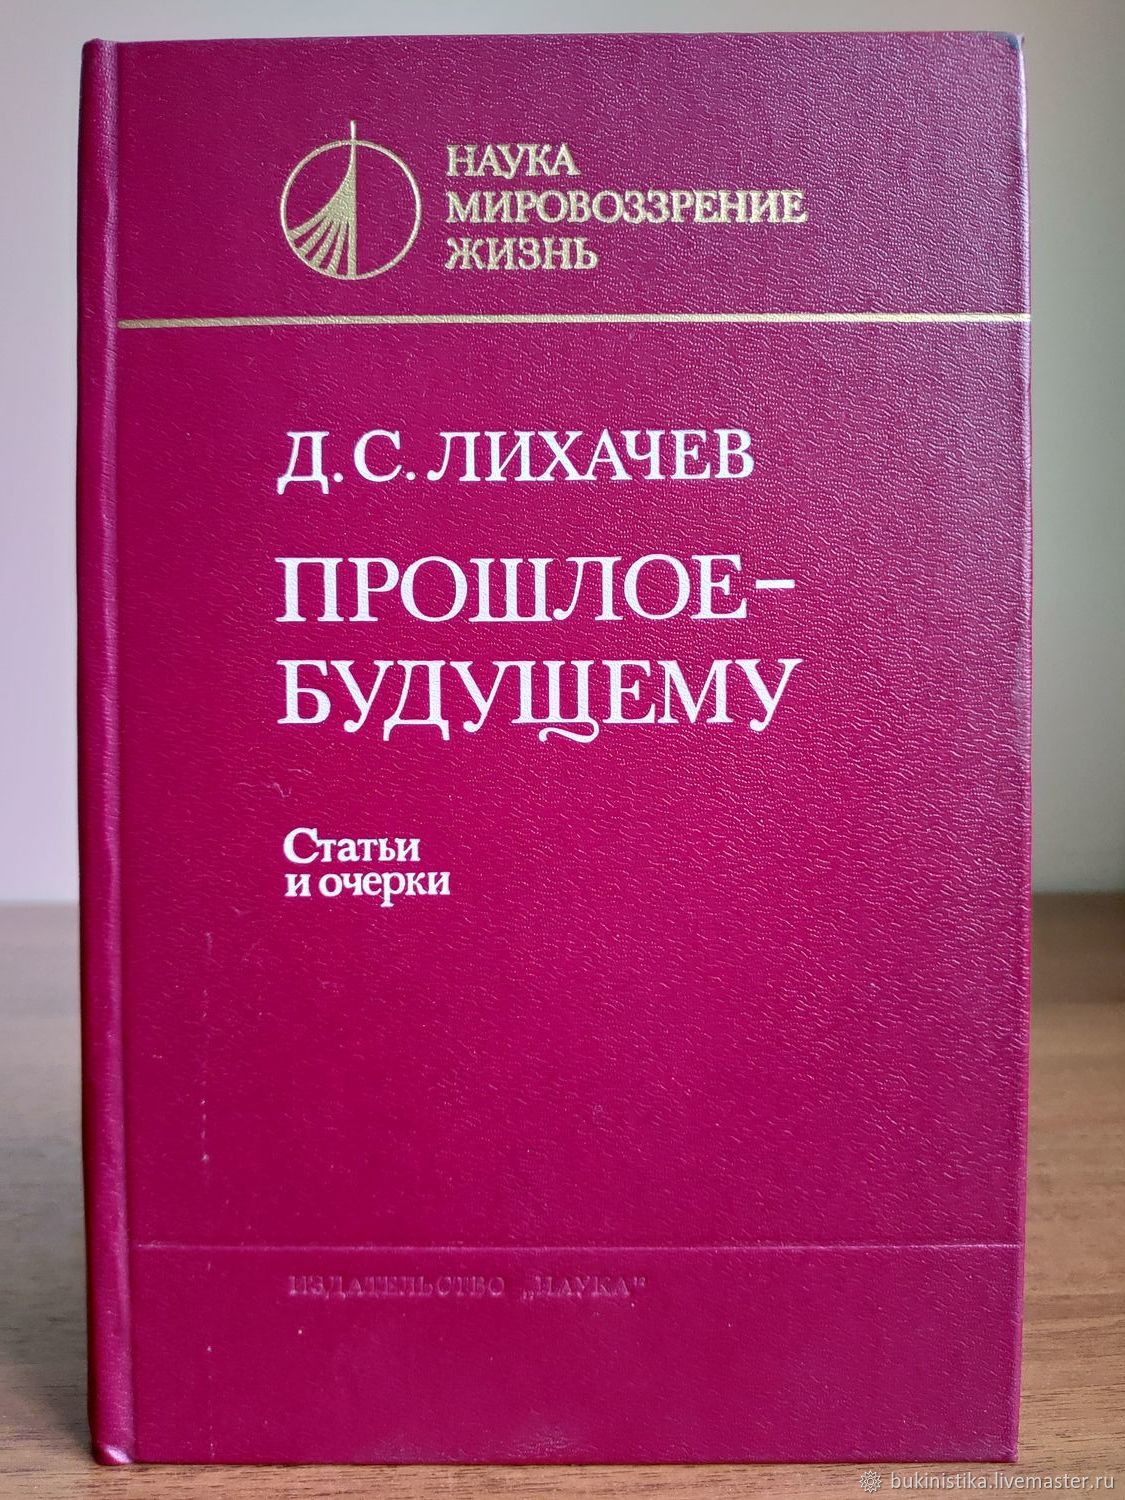 НАУКА
МИРОВОЗЗРЕНИЕ
ЖИЗНЬ
Д. С. ЛИХАЧЕВ
ПРОШЛОЕ–
БУДУЩЕМУ
Статьи
и очерки
ИЗДАТЕЛЬСТВО „НАУКА“
bukinistika.livemaster.ru